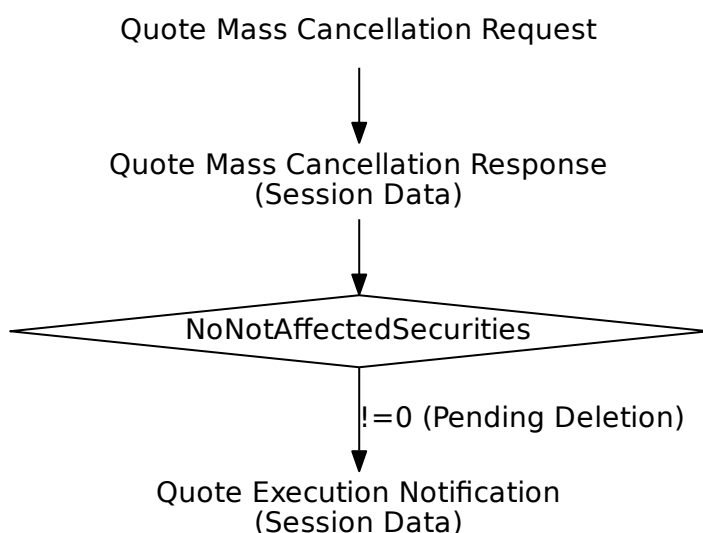 Quote Mass Cancellation Request
Quote Mass Cancellation Response
(Session Data)
NoNotAffectedSecurities
!=0 (Pending Deletion)
Quote Execution Notification
(Session Data)